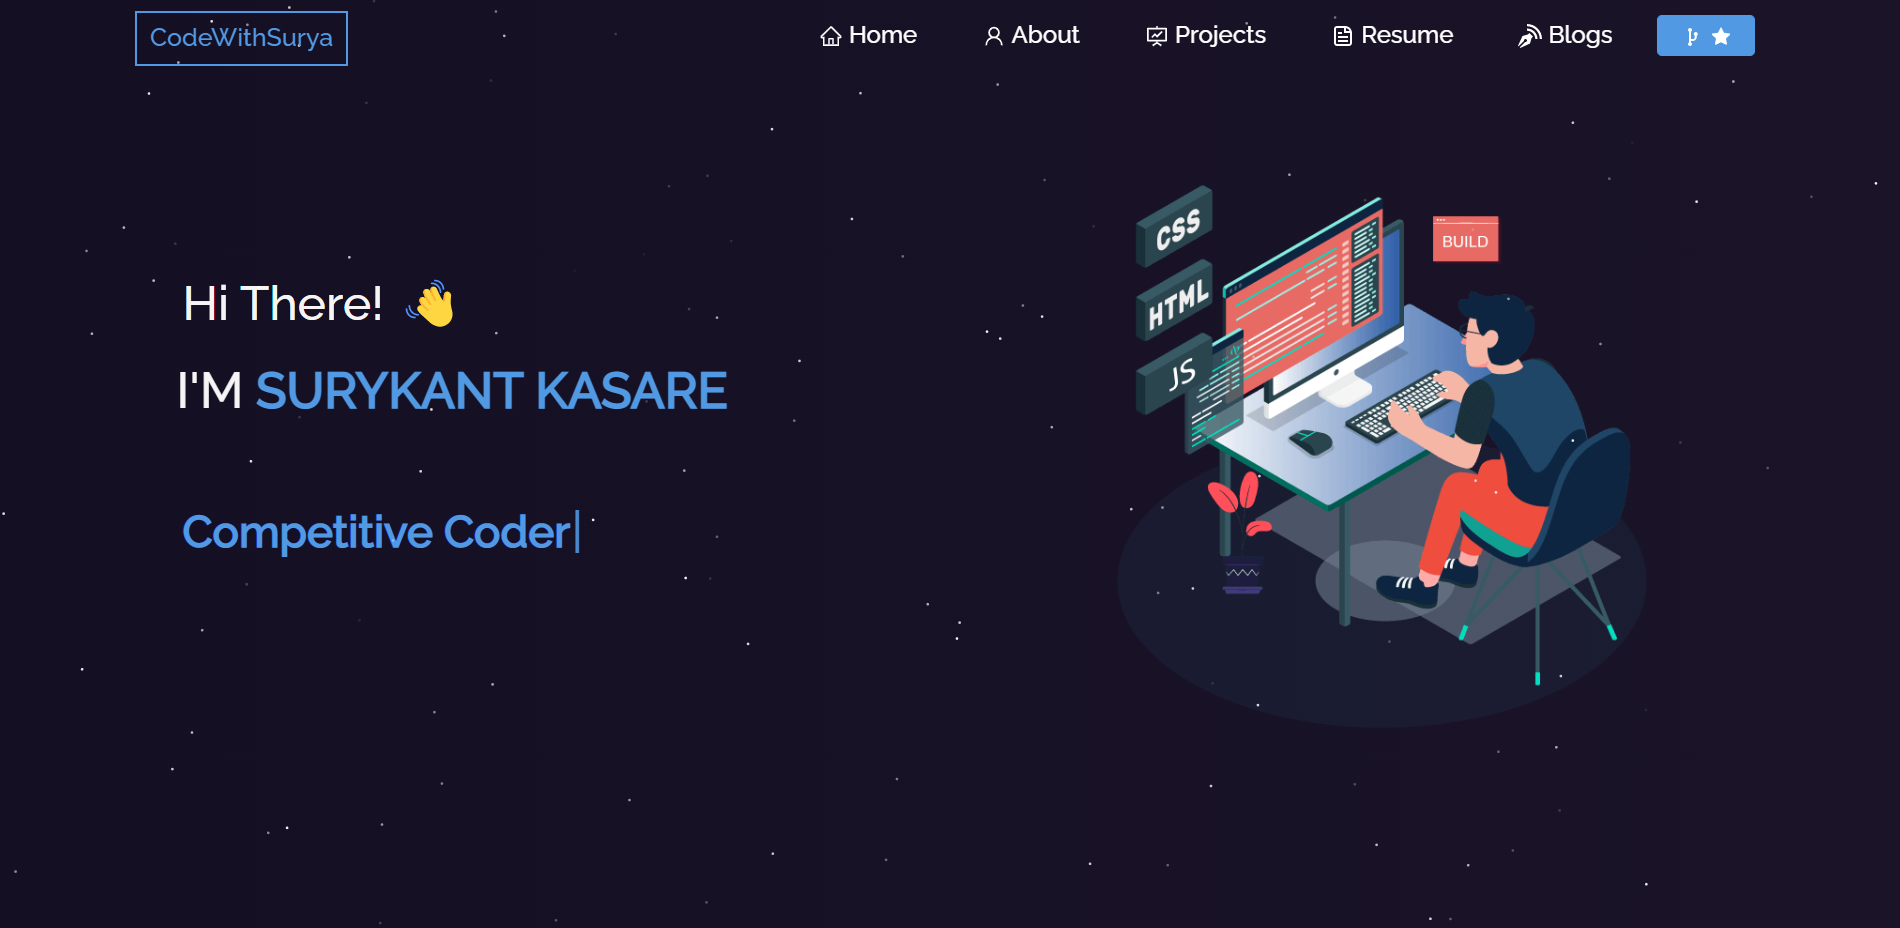 CodeWithSurya
Home About Projects Resume Blogs
Hi There!
I'M SURYKANT KASARE
Competitive Coder
CSS
HTML
JS
BUILD